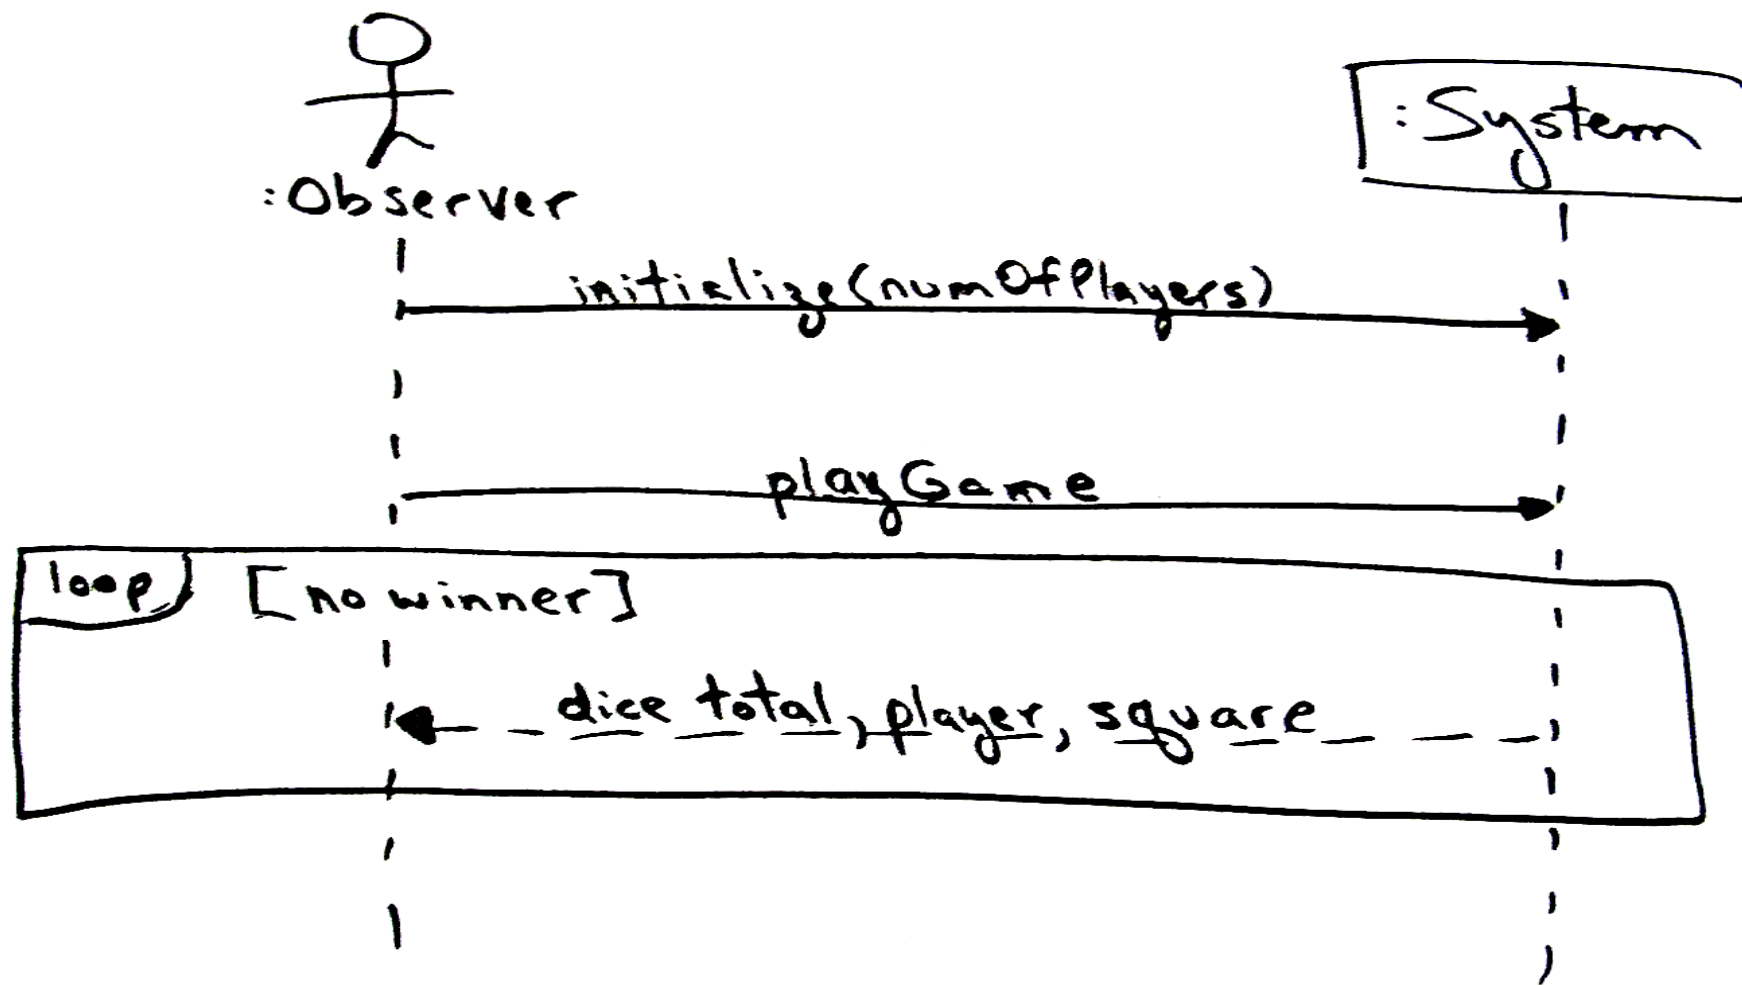 :Observer
:System
initialize(numOfPlayers)
playGame
loop [no winner]
dice total, player, square